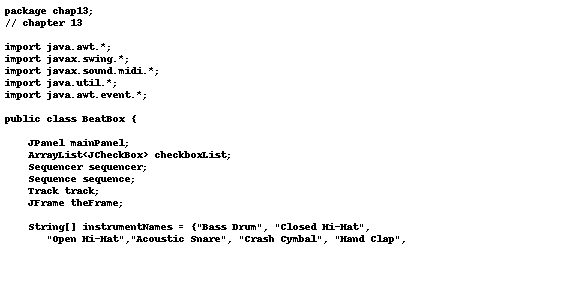 package chap13;
// chapter 13
import java.awt.*;
import javax.swing.*;
import javax.sound.midi.*;
import java.util.*;
import java.awt.event.*;
public class BeatBox {
JPanel mainPanel;
ArrayList<JCheckBox> checkboxList;
Sequencer sequencer;
Sequence sequence;
Track track;
JFrame theFrame;
String[] instrumentNames = {"Bass Drum", "Closed Hi-Hat",
"Open Hi-Hat","Acoustic Snare", "Crash Cymbal", "Hand Clap",